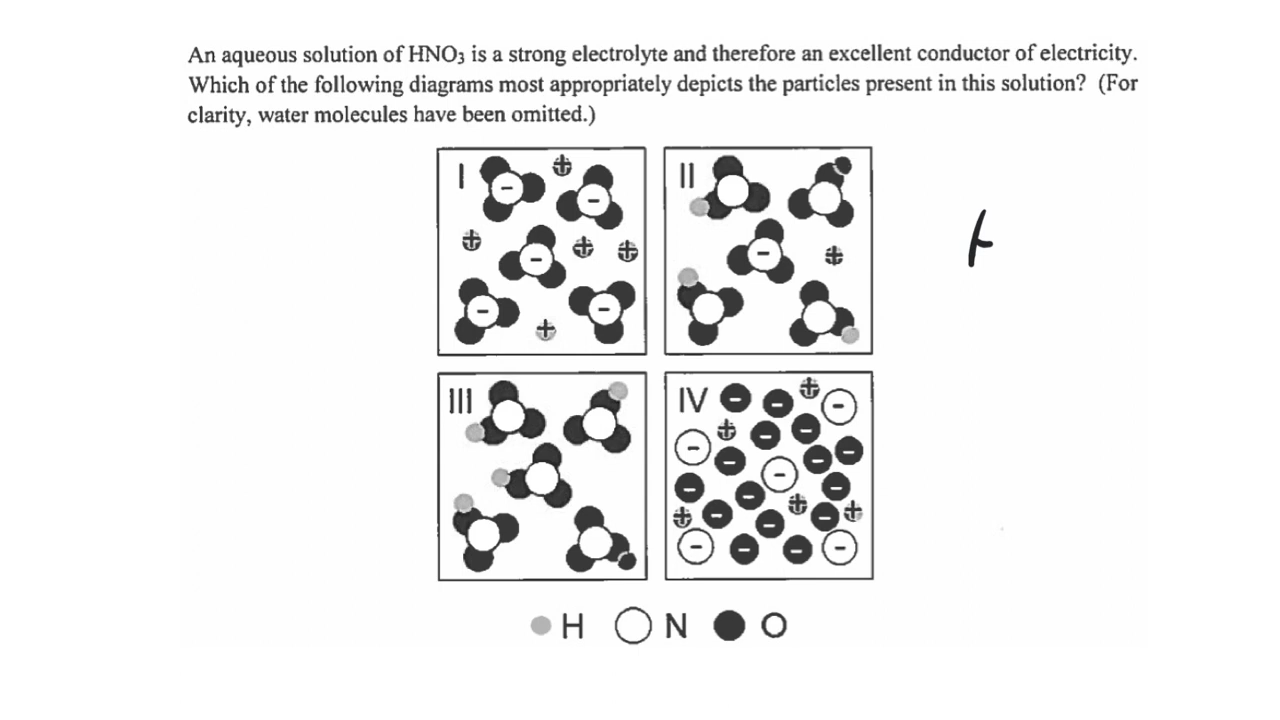 An aqueous solution of HNO₃ is a strong electrolyte and therefore an excellent conductor of electricity.
Which of the following diagrams most appropriately depicts the particles present in this solution? (For
clarity, water molecules have been omitted.)
I
II
III
IV
H N O